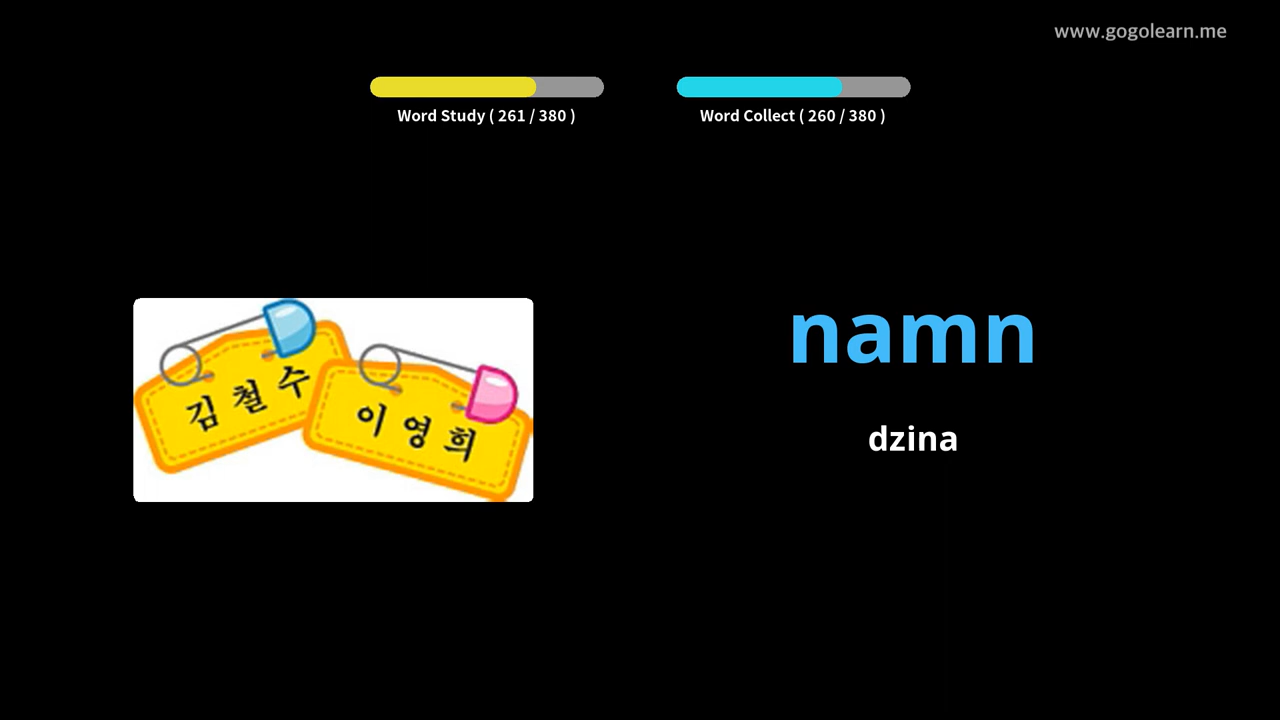 www.gogolearn.me
Word Study ( 261 / 380 )
Word Collect ( 260 / 380 )
김철수
이영희
namn
dzina